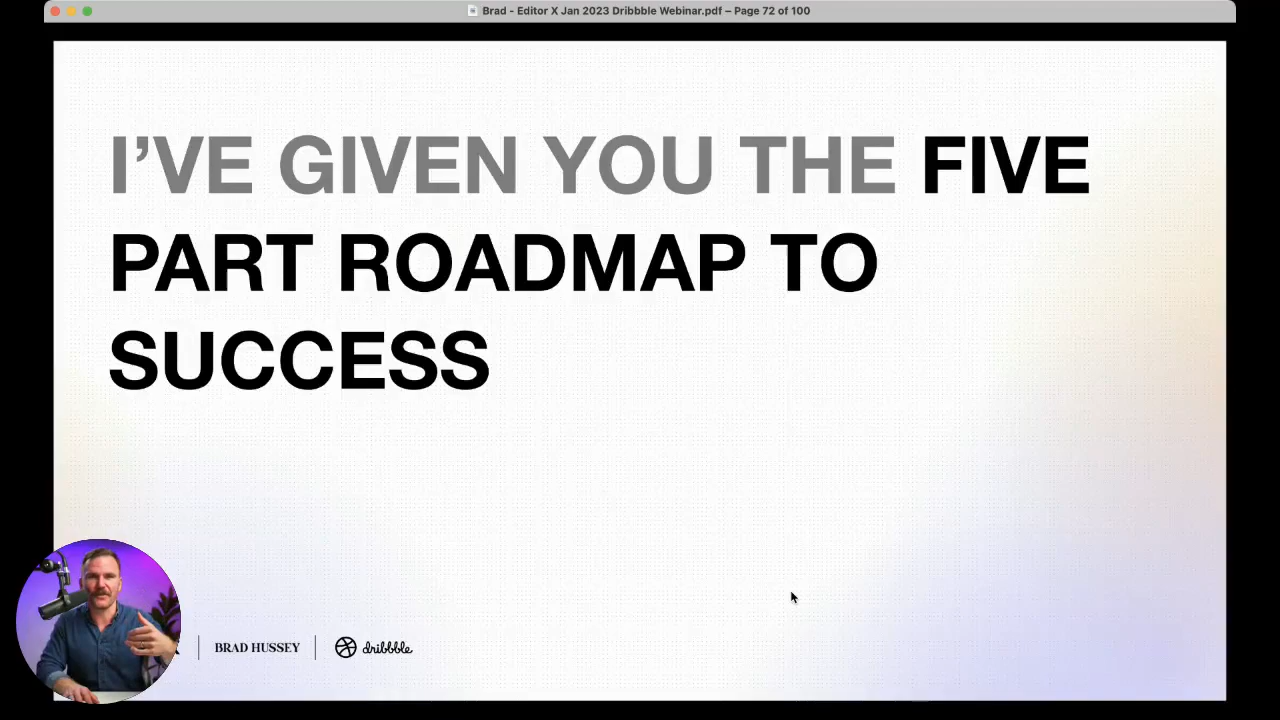 Brad - Editor X Jan 2023 Dribbble Webinar.pdf – Page 72 of 100
I’VE GIVEN YOU THE FIVE
PART ROADMAP TO
SUCCESS
BRAD HUSSEY
dribbble